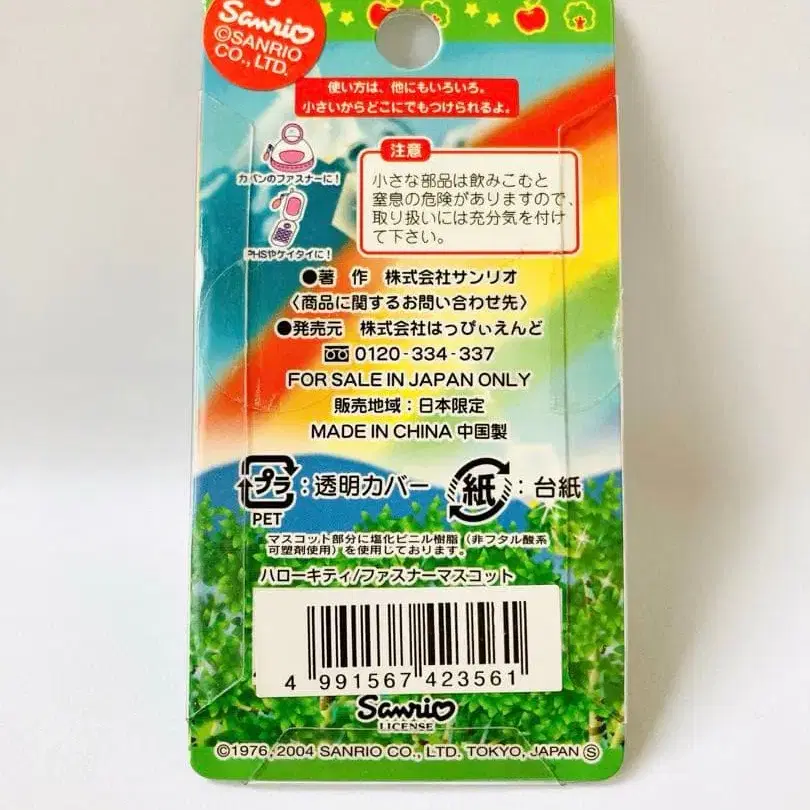 Sanrio
©SANRIO
CO., LTD.
使い方は、他にもいろいろ。
小さいからどこにでもつけられるよ。
カバンのファスナーに!
PHSやケイタイに!
注意
小さな部品は飲みこむと
窒息の危険がありますので、
取り扱いには充分気を付け
て下さい。
●著 作 株式会社サンリオ
〈商品に関するお問い合わせ先〉
●発売元 株式会社はっぴぃえんど
0120-334-337
FOR SALE IN JAPAN ONLY
販売地域:日本限定
MADE IN CHINA 中国製
プラ:透明カバー 紙:台紙
PET
マスコット部分に塩化ビニル樹脂(非フタル酸系
可塑剤使用)を使用しております。
ハローキティ/ファスナーマスコット
4 991567 423561
Sanrio
LICENSE
©1976, 2004 SANRIO CO., LTD. TOKYO, JAPAN Ⓢ